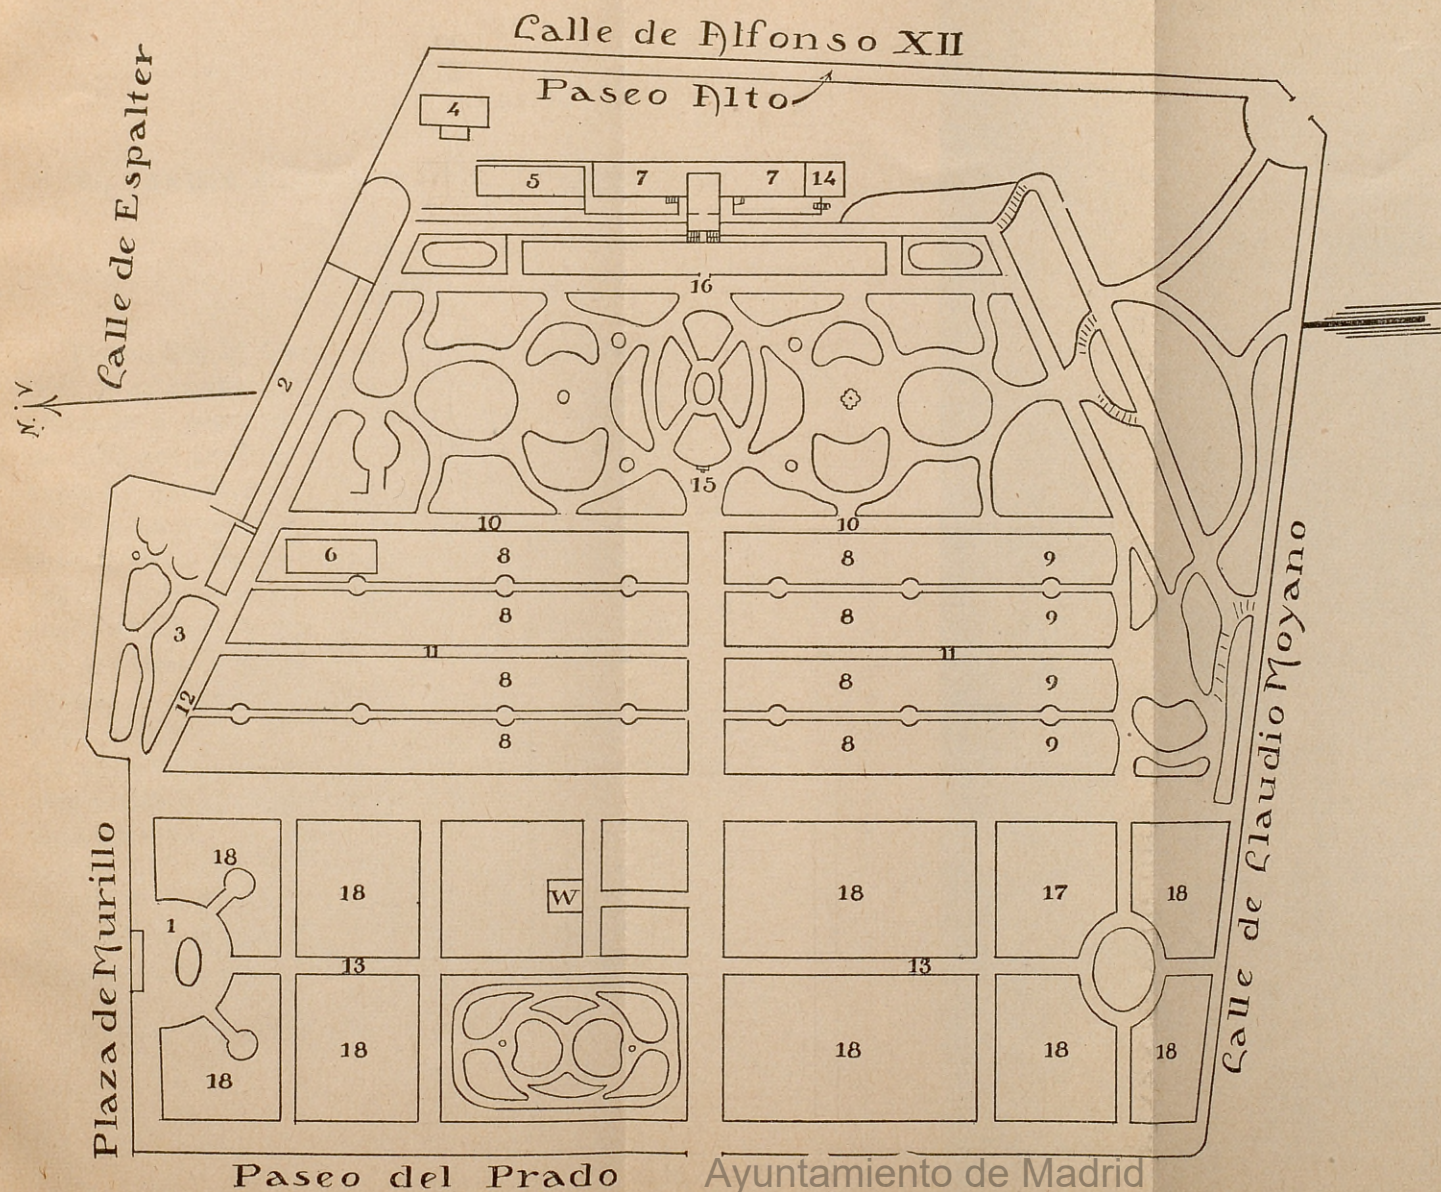 Calle de Alfonso XII
Paseo Alto
Calle de Espalter
4
5 7 7 14
16
2
N.
15
10 10
6 8 8 9
8 8 9
3
11 11
8 8 9
12
8 8 9
Plaza de Murillo
Calle de Claudio Moyano
18 18 W 18 17 18
1
13 13
18 18 18 18
18
Paseo del Prado
Ayuntamiento de Madrid